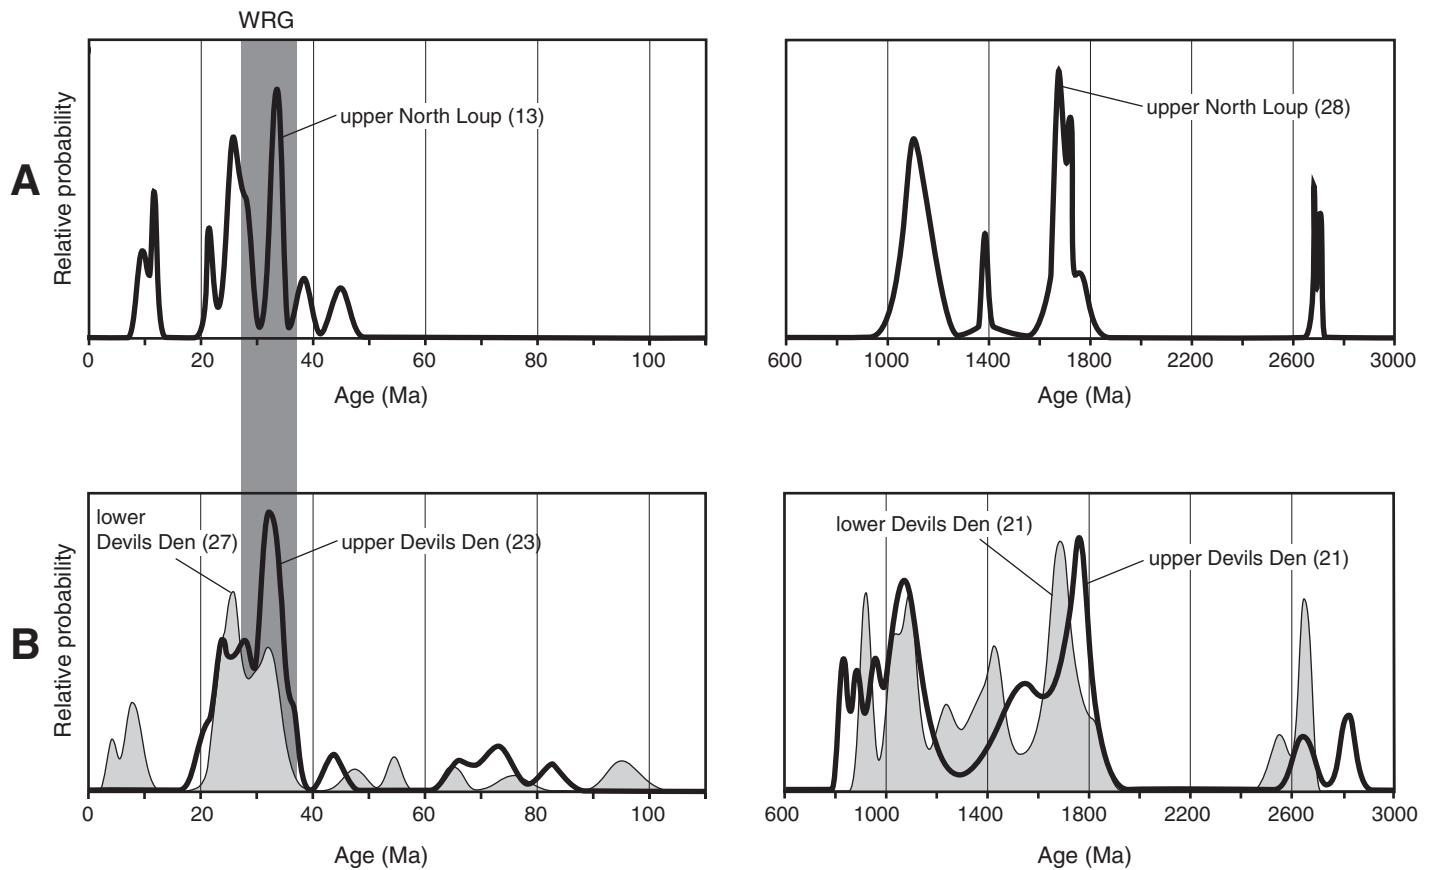 WRG
A
Relative probability
upper North Loup (13)
0 20 40 60 80 100
Age (Ma)
upper North Loup (28)
600 1000 1400 1800 2200 2600 3000
Age (Ma)
B
Relative probability
lower
Devils Den (27)
upper Devils Den (23)
0 20 40 60 80 100
Age (Ma)
lower Devils Den (21)
upper Devils Den (21)
600 1000 1400 1800 2200 2600 3000
Age (Ma)